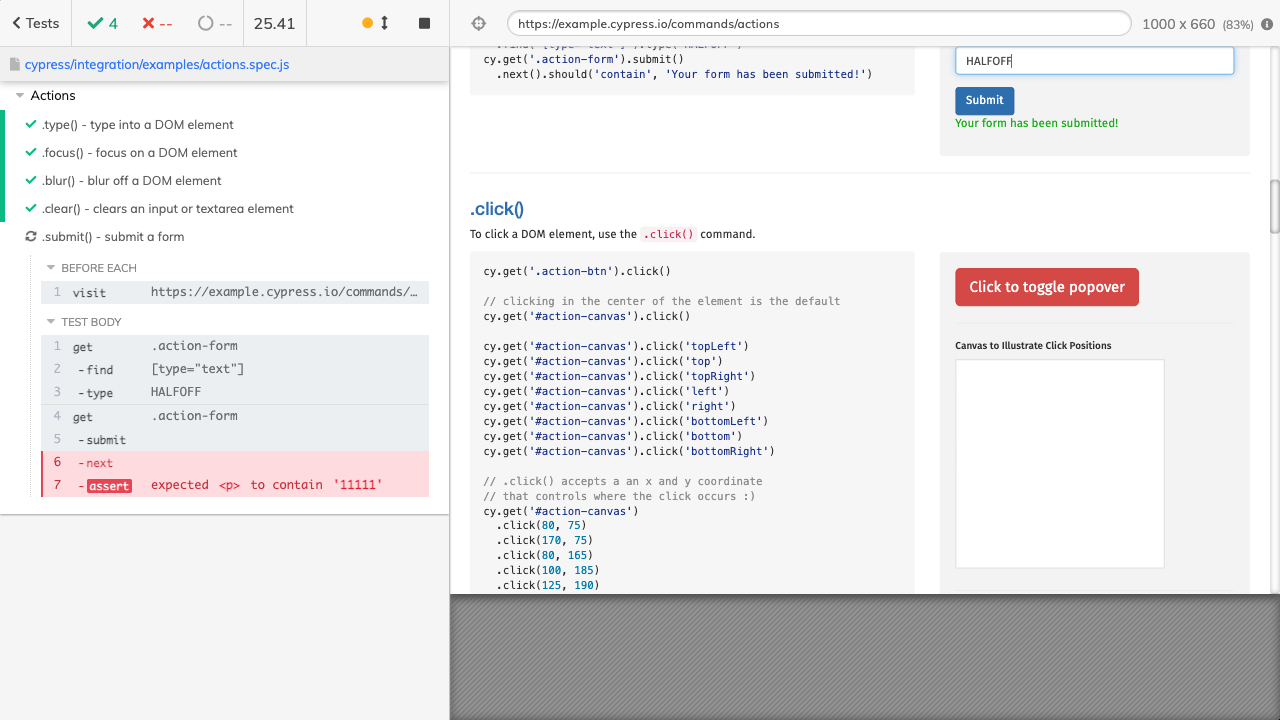 Tests
4
--
--
25.41
https://example.cypress.io/commands/actions
1000 x 660 (83%)
cypress/integration/examples/actions.spec.js
Actions
.type() - type into a DOM element
.focus() - focus on a DOM element
.blur() - blur off a DOM element
.clear() - clears an input or textarea element
.submit() - submit a form
BEFORE EACH
1 visit https://example.cypress.io/commands/…
TEST BODY
1 get .action-form
2 -find [type="text"]
3 -type HALFOFF
4 get .action-form
5 -submit
6 -next
7 -assert expected <p> to contain '11111'
cy.get('.action-form').submit()
.next().should('contain', 'Your form has been submitted!')
HALFOFF
Submit
Your form has been submitted!
.click()
To click a DOM element, use the .click() command.
cy.get('.action-btn').click()
// clicking in the center of the element is the default
cy.get('#action-canvas').click()
cy.get('#action-canvas').click('topLeft')
cy.get('#action-canvas').click('top')
cy.get('#action-canvas').click('topRight')
cy.get('#action-canvas').click('left')
cy.get('#action-canvas').click('right')
cy.get('#action-canvas').click('bottomLeft')
cy.get('#action-canvas').click('bottom')
cy.get('#action-canvas').click('bottomRight')
// .click() accepts a an x and y coordinate
// that controls where the click occurs :)
cy.get('#action-canvas')
.click(80, 75)
.click(170, 75)
.click(80, 165)
.click(100, 185)
.click(125, 190)
Click to toggle popover
Canvas to Illustrate Click Positions